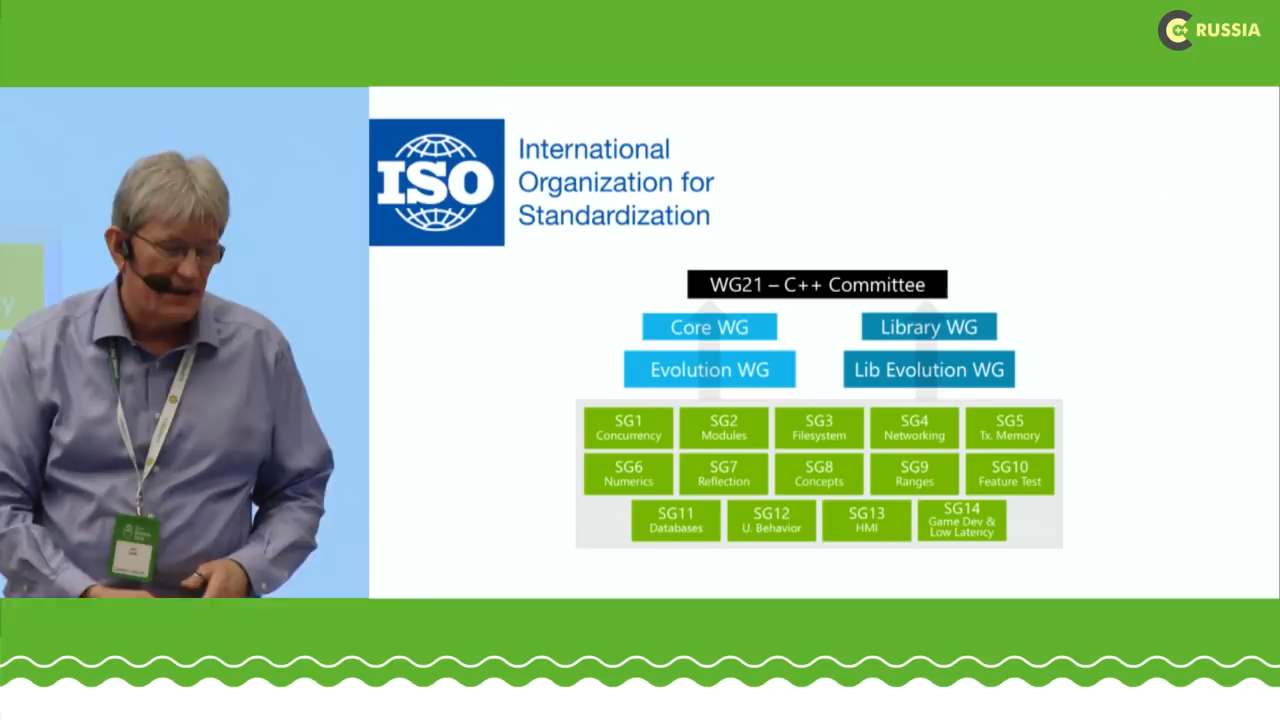 C++ RUSSIA
ISO
International
Organization for
Standardization
WG21 – C++ Committee
Core WG
Library WG
Evolution WG
Lib Evolution WG
SG1
Concurrency
SG2
Modules
SG3
Filesystem
SG4
Networking
SG5
Tx. Memory
SG6
Numerics
SG7
Reflection
SG8
Concepts
SG9
Ranges
SG10
Feature Test
SG11
Databases
SG12
U. Behavior
SG13
HMI
SG14
Game Dev &
Low Latency